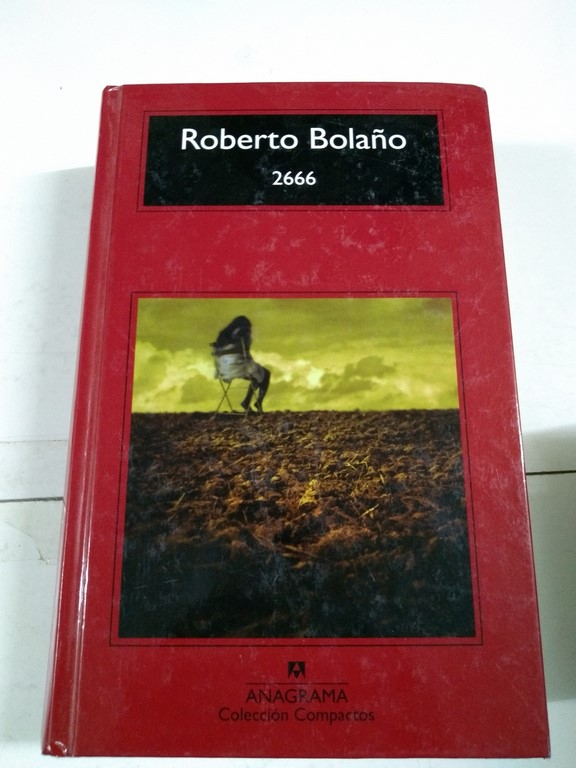 Roberto Bolaño
2666
ANAGRAMA
Colección Compactos